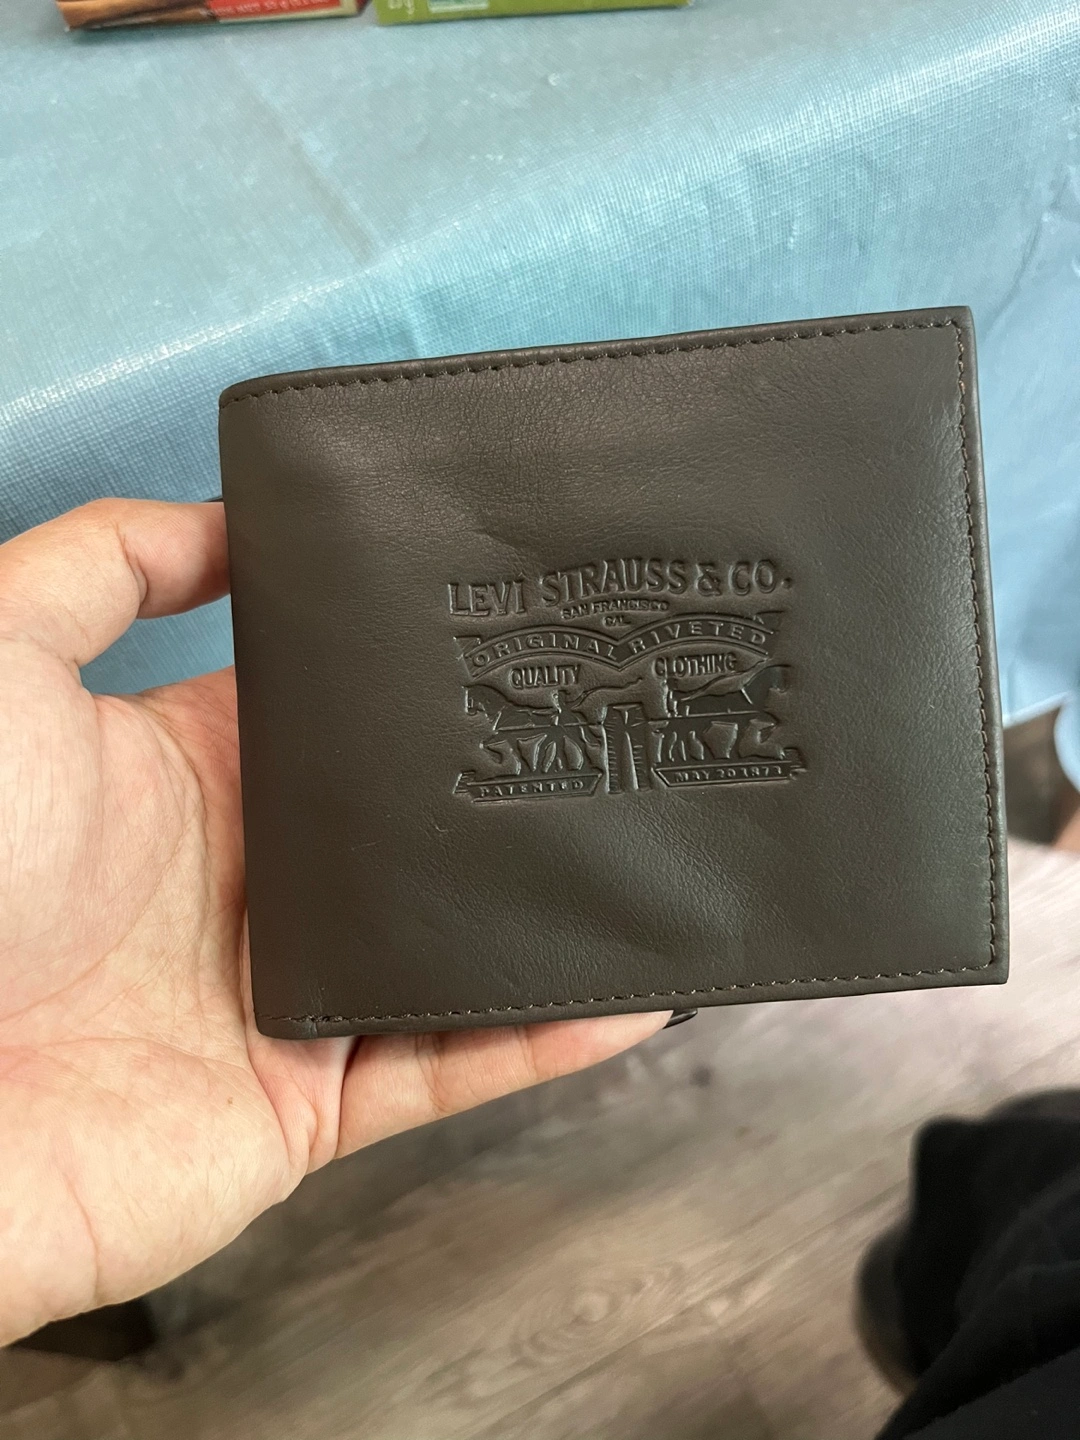 LEVI STRAUSS & CO.
SAN FRANCISCO
CAL.
ORIGINAL RIVETED
QUALITY CLOTHING
PATENTED MAY 20 1873